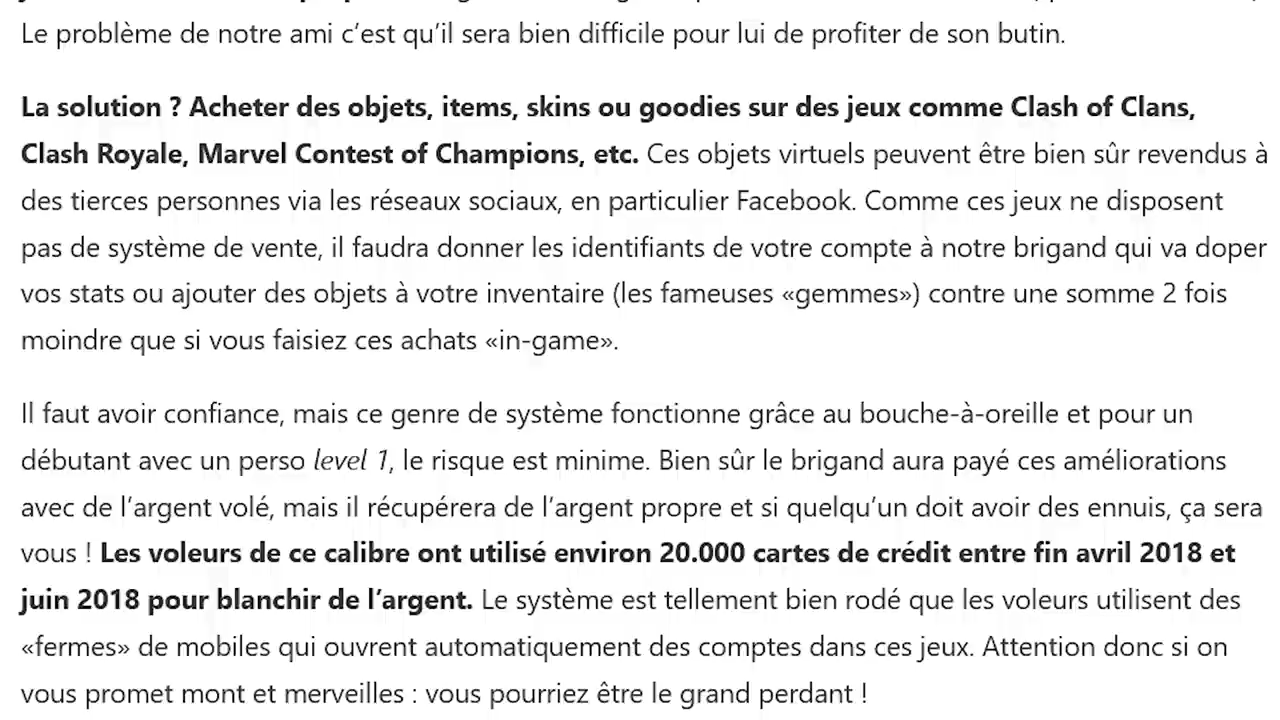 Le problème de notre ami c’est qu’il sera bien difficile pour lui de profiter de son butin.
La solution ? Acheter des objets, items, skins ou goodies sur des jeux comme Clash of Clans,
Clash Royale, Marvel Contest of Champions, etc. Ces objets virtuels peuvent être bien sûr revendus à
des tierces personnes via les réseaux sociaux, en particulier Facebook. Comme ces jeux ne disposent
pas de système de vente, il faudra donner les identifiants de votre compte à notre brigand qui va doper
vos stats ou ajouter des objets à votre inventaire (les fameuses «gemmes») contre une somme 2 fois
moindre que si vous faisiez ces achats «in-game».
Il faut avoir confiance, mais ce genre de système fonctionne grâce au bouche-à-oreille et pour un
débutant avec un perso level 1, le risque est minime. Bien sûr le brigand aura payé ces améliorations
avec de l’argent volé, mais il récupérera de l’argent propre et si quelqu’un doit avoir des ennuis, ça sera
vous ! Les voleurs de ce calibre ont utilisé environ 20.000 cartes de crédit entre fin avril 2018 et
juin 2018 pour blanchir de l’argent. Le système est tellement bien rodé que les voleurs utilisent des
«fermes» de mobiles qui ouvrent automatiquement des comptes dans ces jeux. Attention donc si on
vous promet mont et merveilles : vous pourriez être le grand perdant !